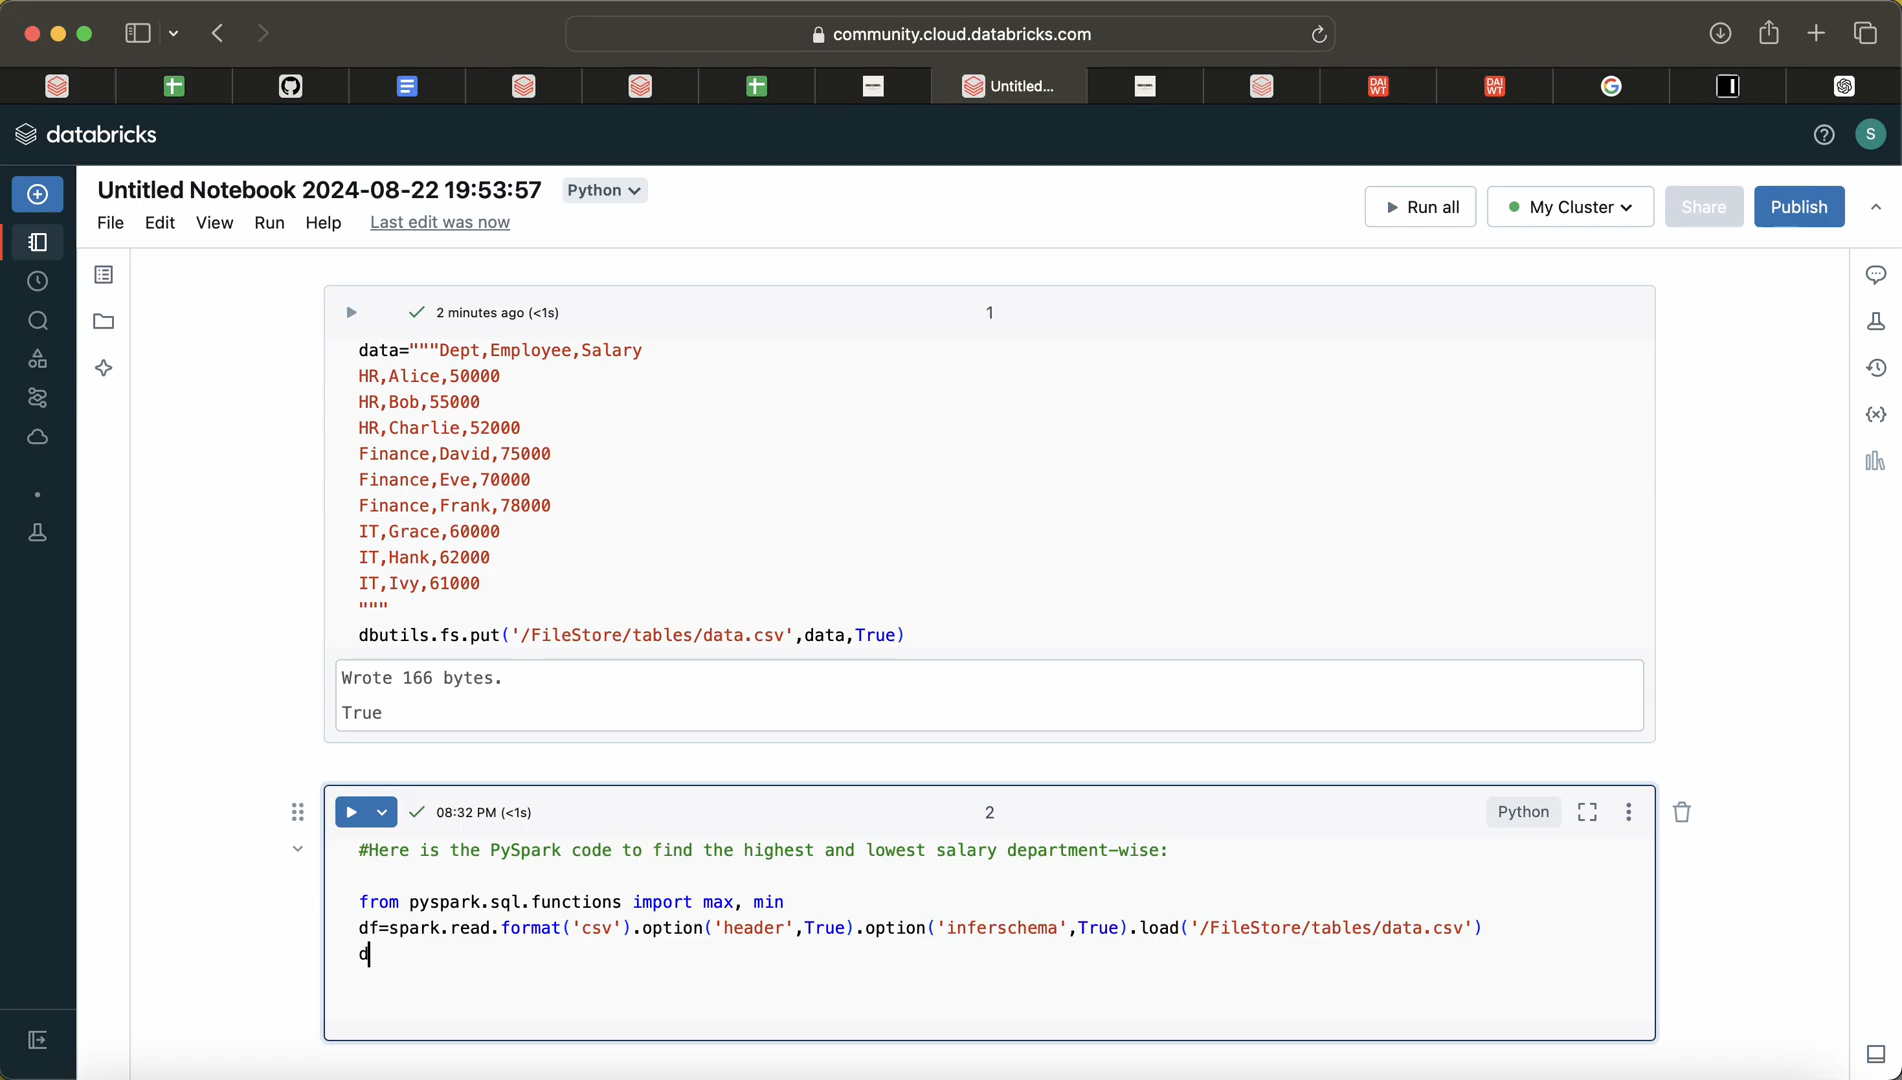 community.cloud.databricks.com
Untitled...
DAI
WT
DAI
WT
databricks
S
Untitled Notebook 2024-08-22 19:53:57
Python
File Edit View Run Help Last edit was now
Run all
My Cluster
Share
Publish
2 minutes ago (<1s)
1
data="""Dept,Employee,Salary
HR,Alice,50000
HR,Bob,55000
HR,Charlie,52000
Finance,David,75000
Finance,Eve,70000
Finance,Frank,78000
IT,Grace,60000
IT,Hank,62000
IT,Ivy,61000
"""
dbutils.fs.put('/FileStore/tables/data.csv',data,True)
Wrote 166 bytes.
True
08:32 PM (<1s)
2
Python
#Here is the PySpark code to find the highest and lowest salary department-wise:
from pyspark.sql.functions import max, min
df=spark.read.format('csv').option('header',True).option('inferschema',True).load('/FileStore/tables/data.csv')
d